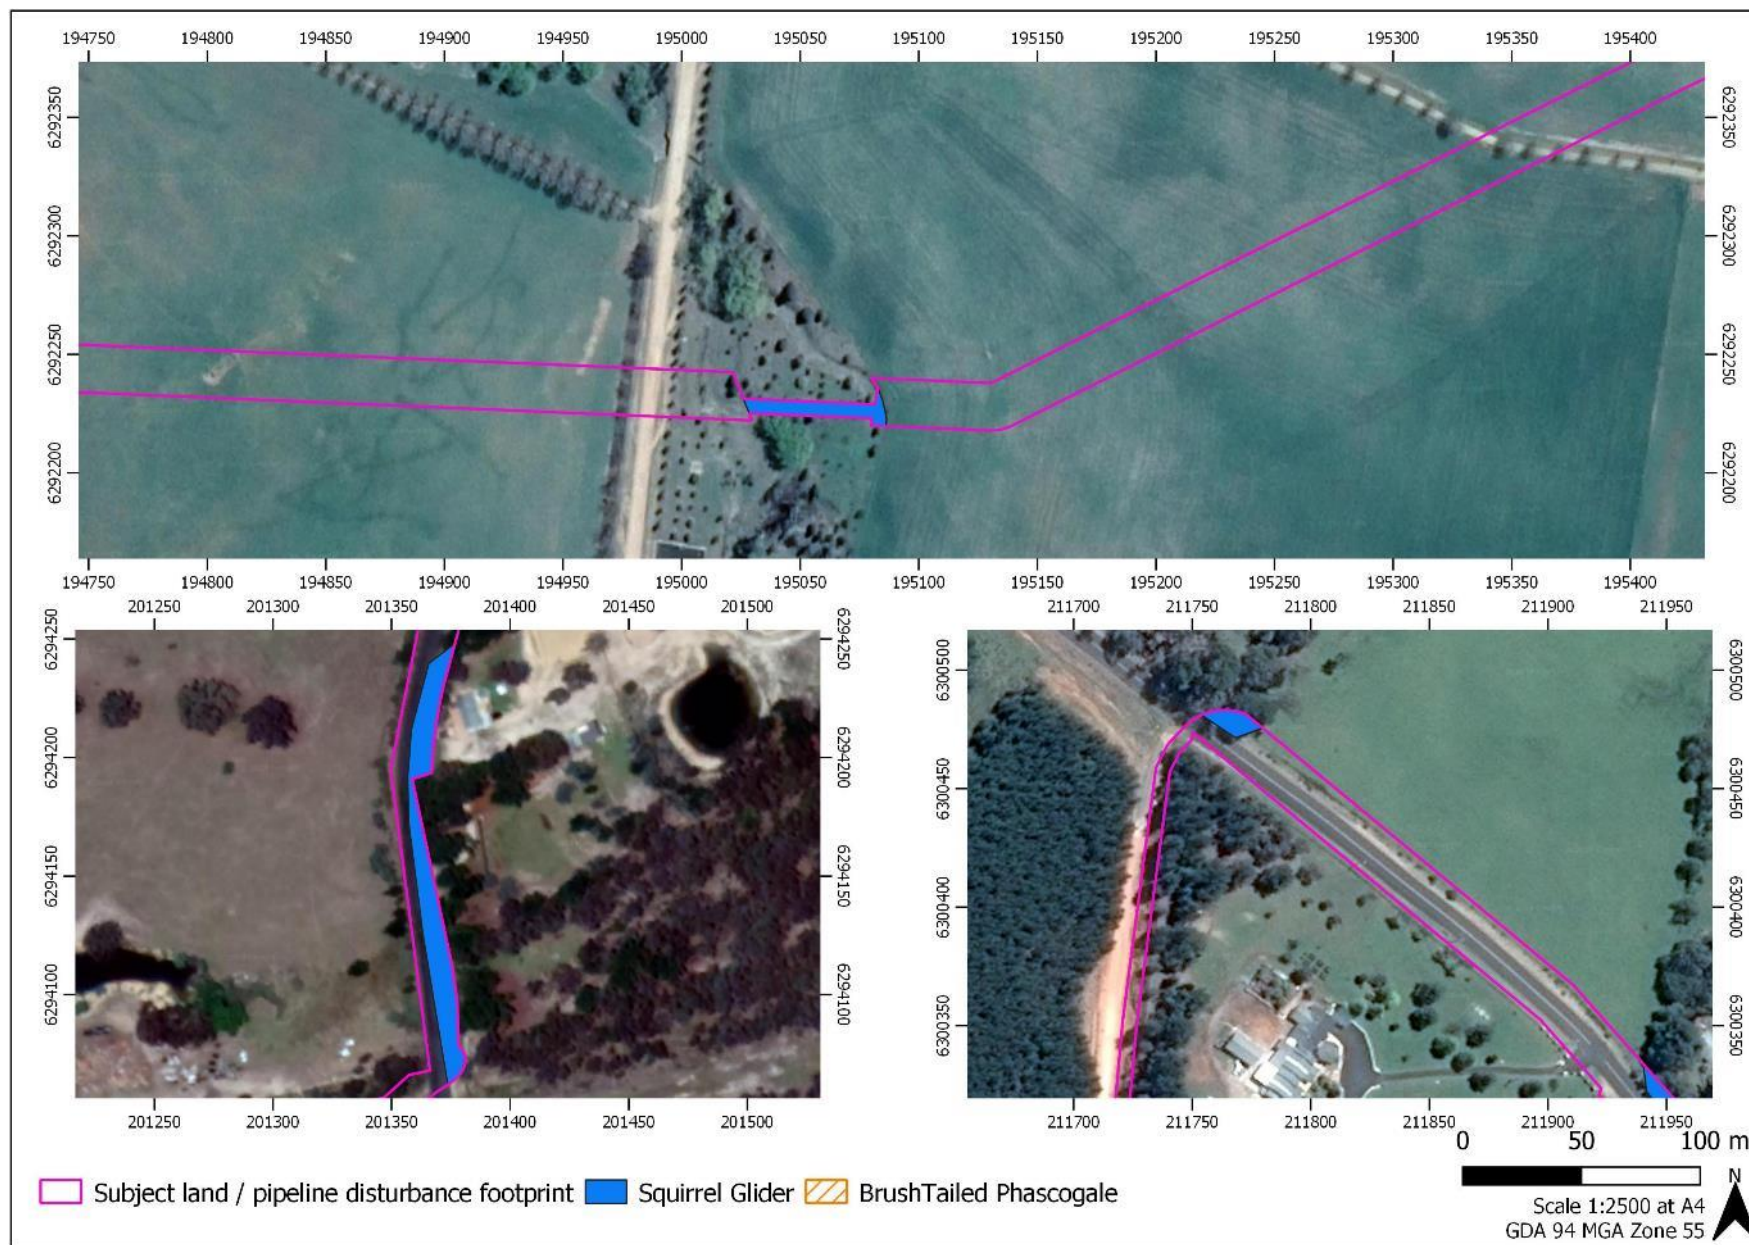 194750 194800 194850 194900 194950 195000 195050 195100 195150 195200 195250 195300 195350 195400
6292350 6292350
6292300 6292300
6292250 6292250
6292200 6292200
194750 194800 194850 194900 194950 195000 195050 195100 195150 195200 195250 195300 195350 195400
201250 201300 201350 201400 201450 201500
6294250 6294250
6294200 6294200
6294150 6294150
6294100 6294100
201250 201300 201350 201400 201450 201500
211700 211750 211800 211850 211900 211950
6300500 6300500
6300450 6300450
6300400 6300400
6300350 6300350
211700 211750 211800 211850 211900 211950
0 50 100 m
Subject land / pipeline disturbance footprint Squirrel Glider BrushTailed Phascogale
N
Scale 1:2500 at A4
GDA 94 MGA Zone 55